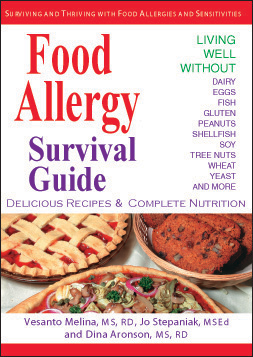 SURVIVING AND THRIVING WITH FOOD ALLERGIES AND SENSITIVITIES
Food
Allergy
Survival
Guide
LIVING
WELL
WITHOUT
DAIRY
EGGS
FISH
GLUTEN
PEANUTS
SHELLFISH
SOY
TREE NUTS
WHEAT
YEAST
AND MORE
DELICIOUS RECIPES & COMPLETE NUTRITION
Vesanto Melina, MS, RD, Jo Stepaniak, MSEd
and Dina Aronson, MS, RD